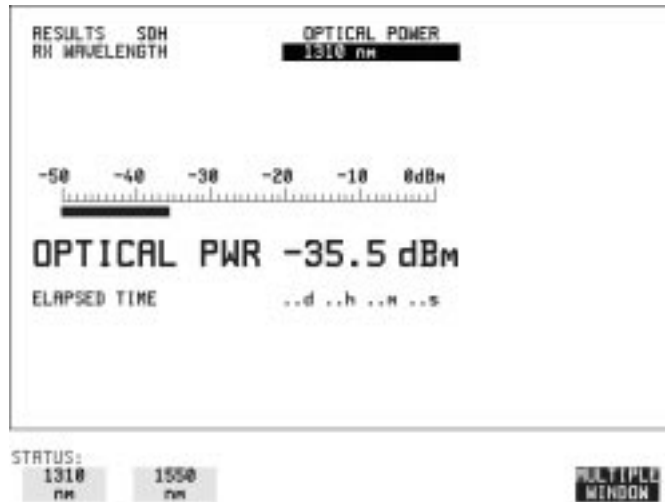 RESULTS SDH OPTICAL POWER
RX WAVELENGTH 1310 nm
-50 -40 -30 -20 -10 0dBm
OPTICAL PWR -35.5 dBm
ELAPSED TIME ..d ..h ..m ..s
STATUS:
1310 nm 1550 nm MULTIPLE WINDOW